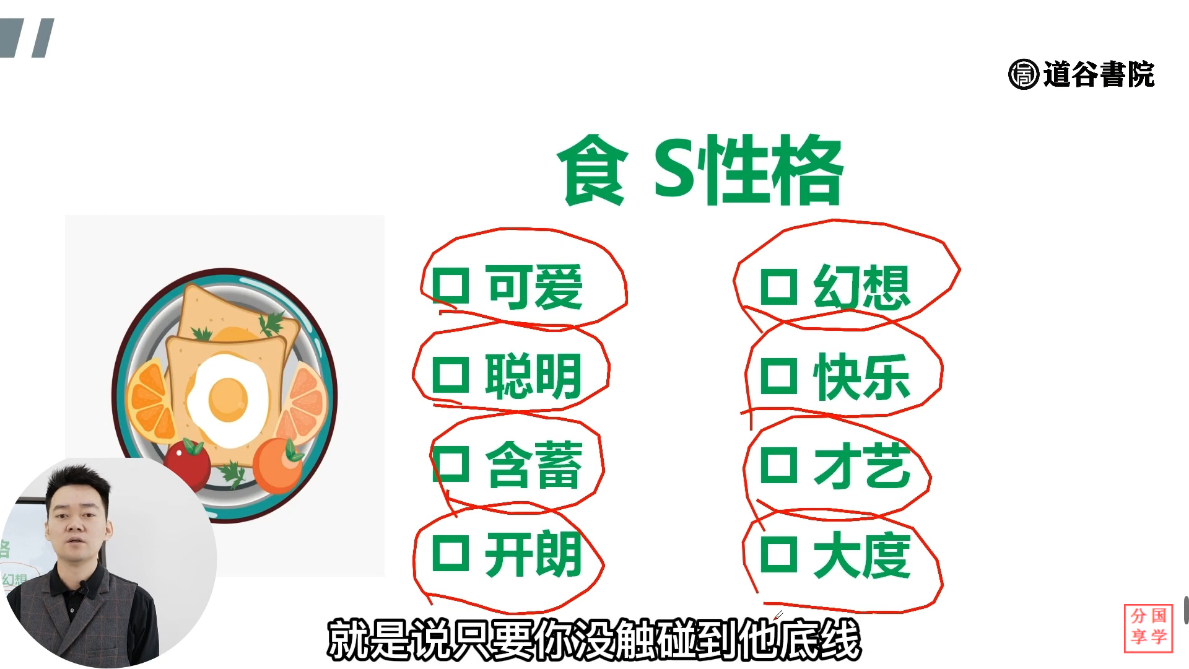 道谷書院
食 S性格
可爱
幻想
聪明
快乐
含蓄
才艺
开朗
大度
就是说只要你没触碰到他底线
格
幻想
分国
享学